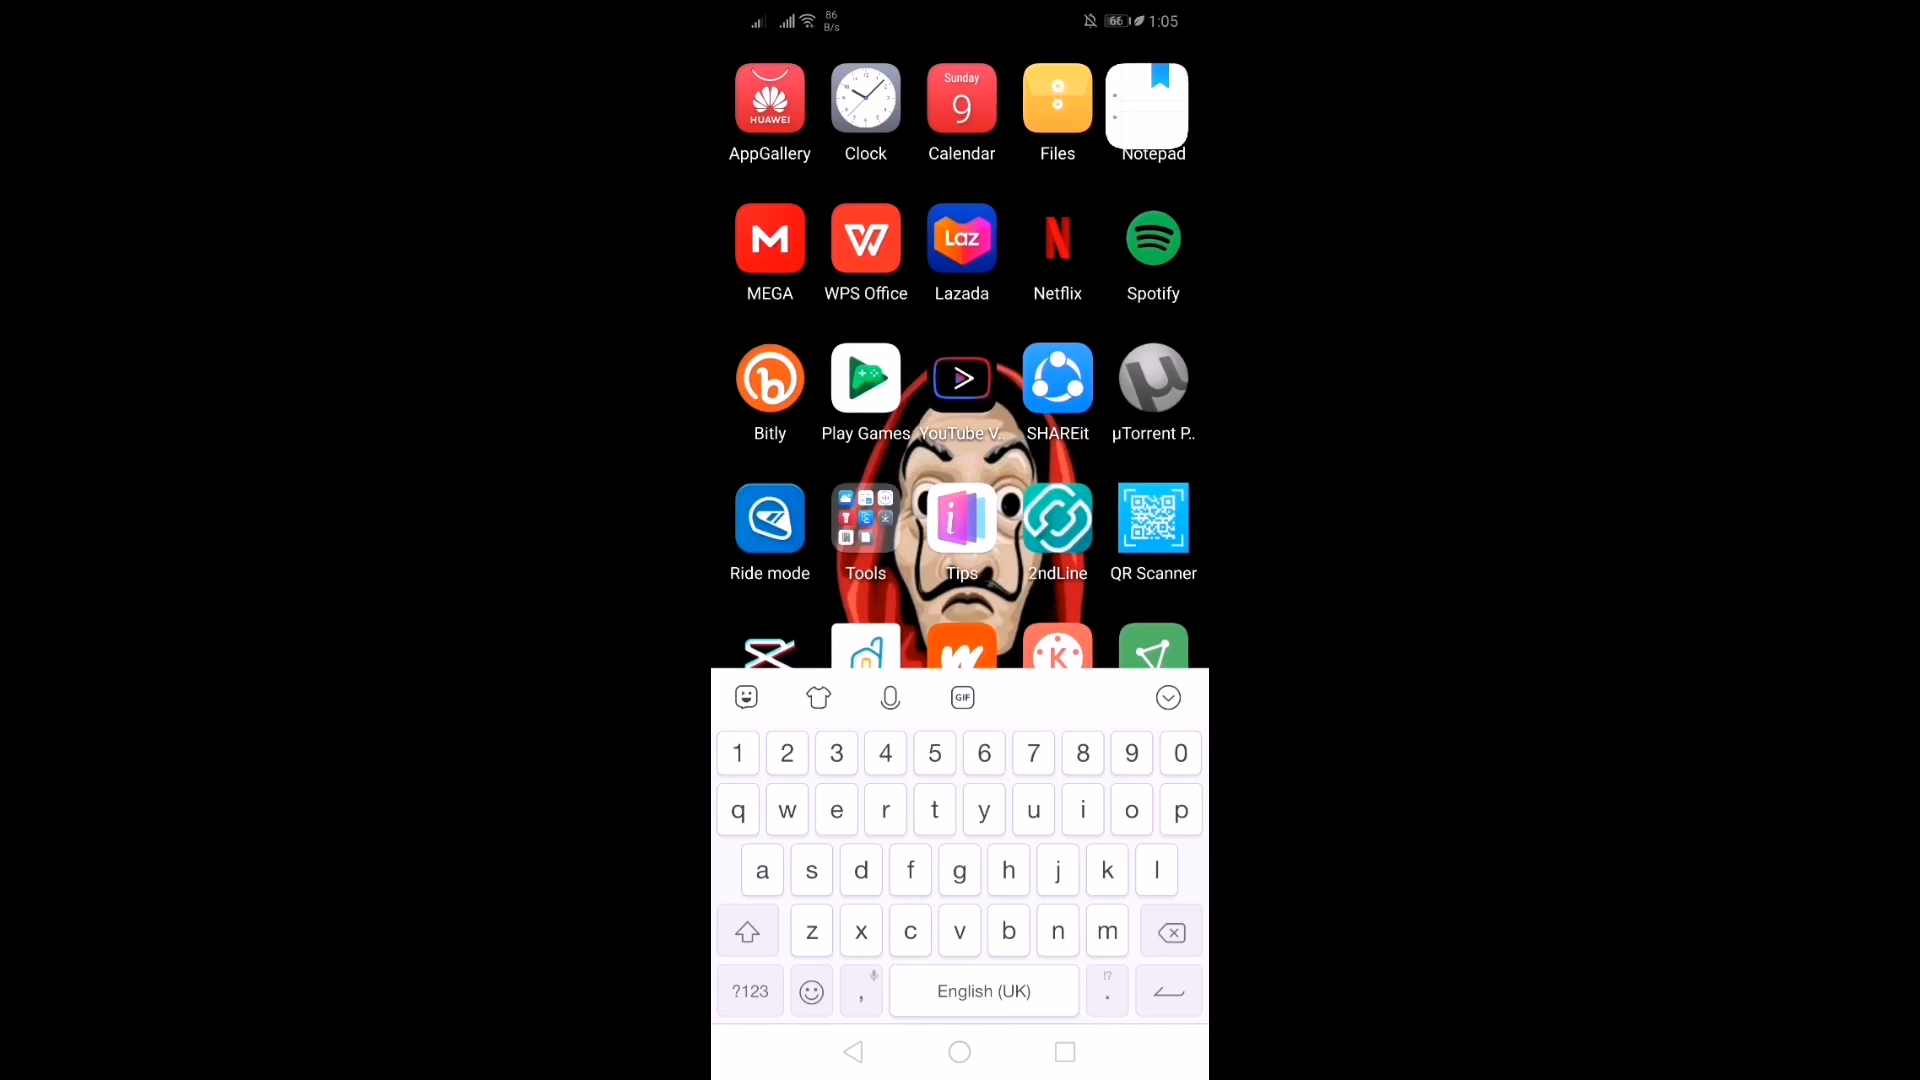 86
B/s
66 1:05
Sunday
9
HUAWEI
AppGallery Clock Calendar Files Notepad
Laz
MEGA WPS Office Lazada Netflix Spotify
Bitly Play Games YouTube V.. SHAREit µTorrent P..
Ride mode Tools Tips 2ndLine QR Scanner
K
GIF
1 2 3 4 5 6 7 8 9 0
q w e r t y u i o p
a s d f g h j k l
z x c v b n m
?123 , English (UK) !? .